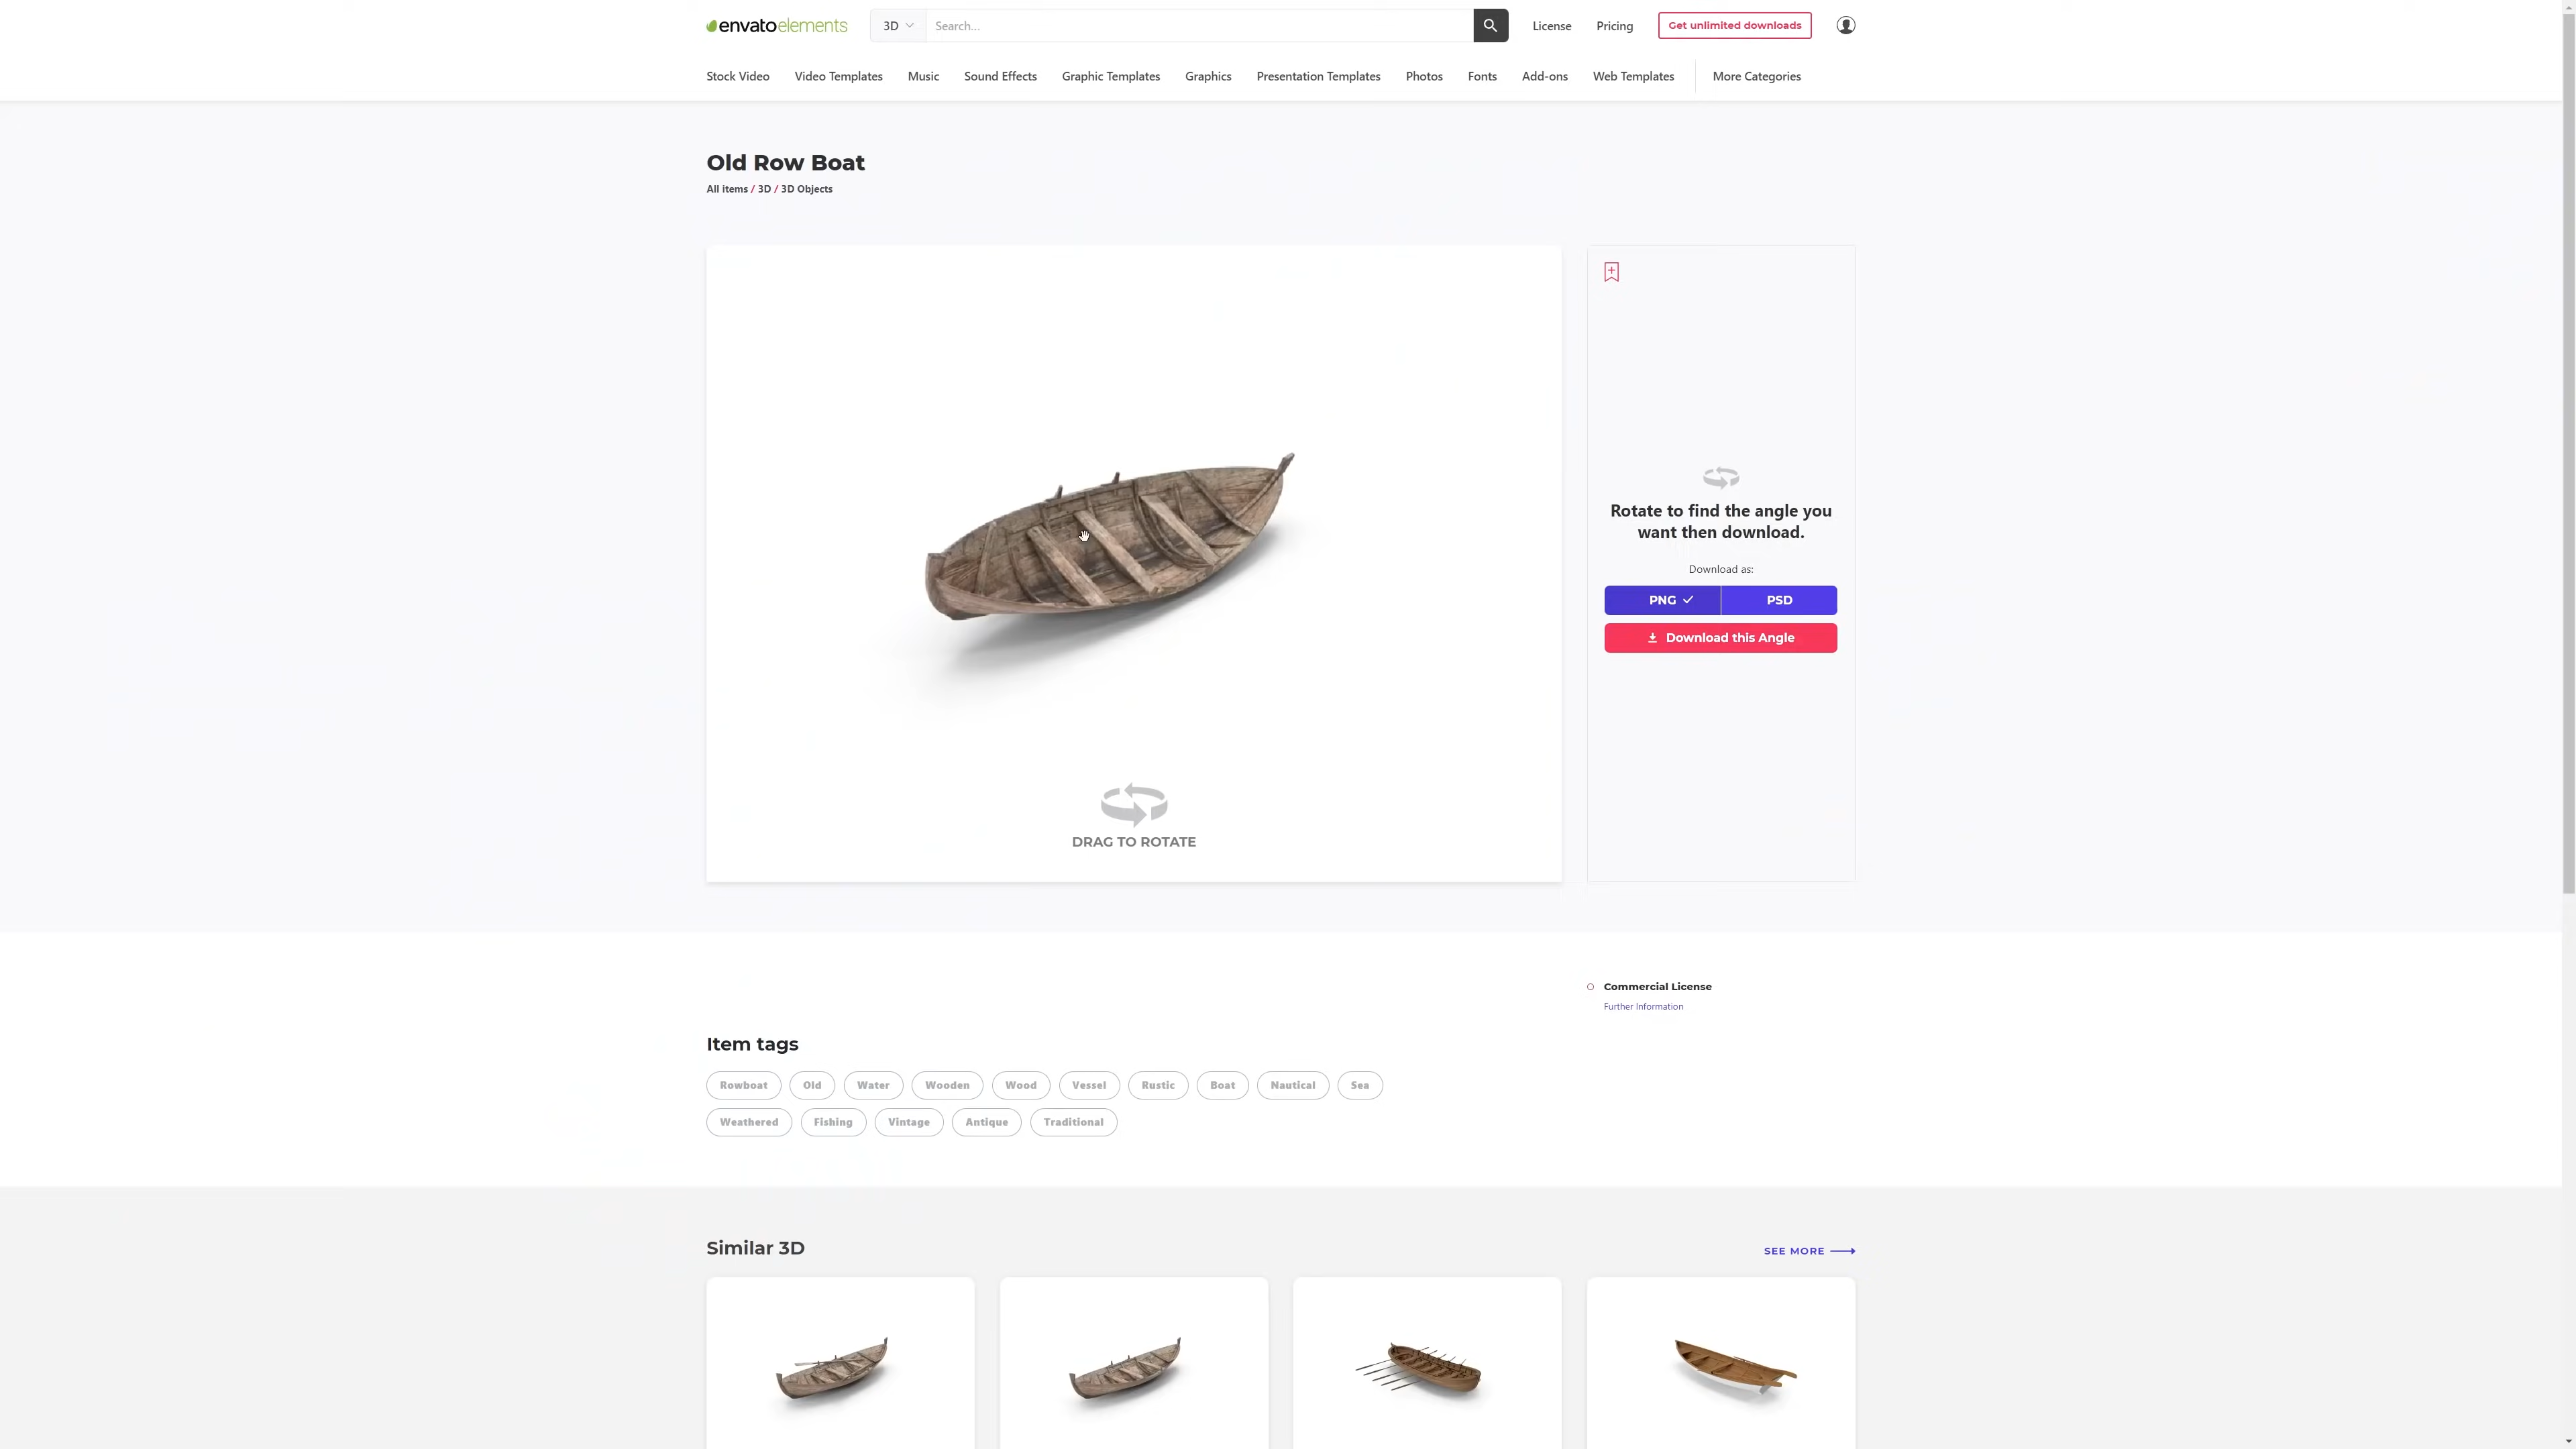 envatoelements
3D
Search...
License
Pricing
Get unlimited downloads
Stock Video
Video Templates
Music
Sound Effects
Graphic Templates
Graphics
Presentation Templates
Photos
Fonts
Add-ons
Web Templates
More Categories
Old Row Boat
All items / 3D / 3D Objects
Rotate to find the angle you
want then download.
Download as:
PNG
PSD
Download this Angle
DRAG TO ROTATE
Commercial License
Further Information
Item tags
Rowboat
Old
Water
Wooden
Wood
Vessel
Rustic
Boat
Nautical
Sea
Weathered
Fishing
Vintage
Antique
Traditional
Similar 3D
SEE MORE